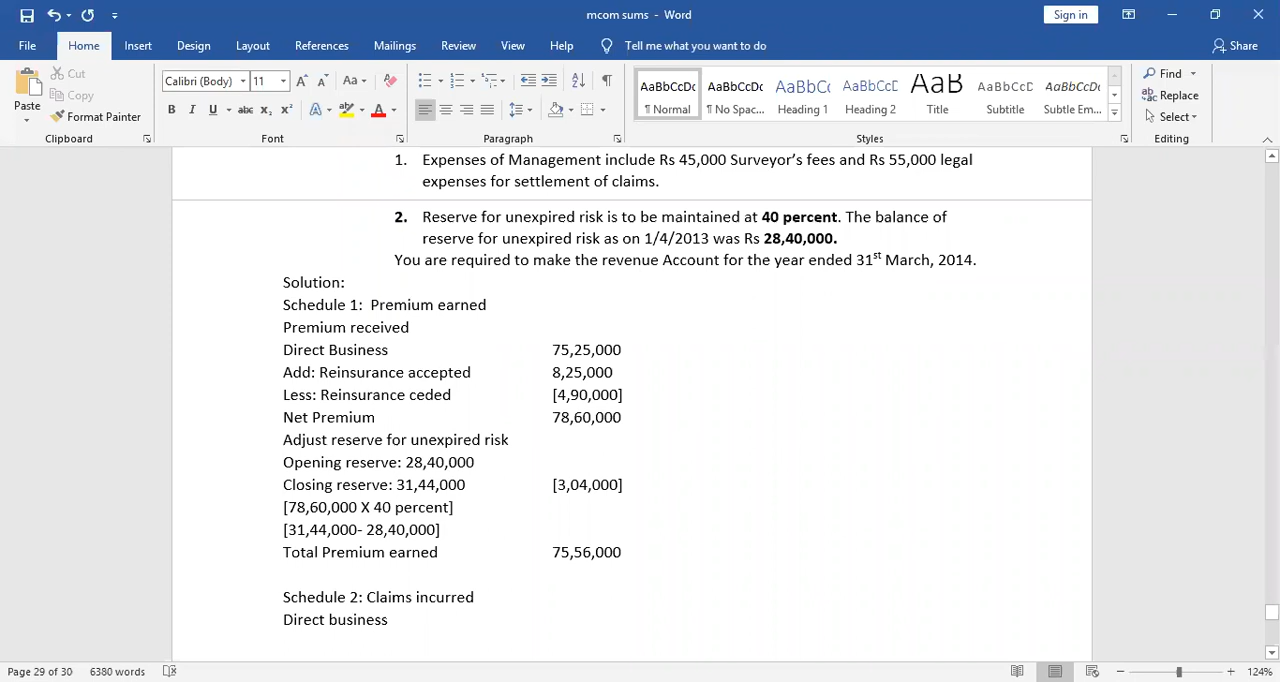 mcom sums - Word
Sign in
File Home Insert Design Layout References Mailings Review View Help Tell me what you want to do Share
Paste
Cut
Copy
Format Painter
Clipboard
Calibri (Body) 11
B I U abc x₂ x²
Font
Paragraph
AaBbCcDc AaBbCcDc AaBbC AaBbCcC AaB AaBbCcD AaBbCcDc
¶ Normal ¶ No Spac... Heading 1 Heading 2 Title Subtitle Subtle Em...
Styles
Find
Replace
Select
Editing
1. Expenses of Management include Rs 45,000 Surveyor's fees and Rs 55,000 legal
expenses for settlement of claims.
2. Reserve for unexpired risk is to be maintained at 40 percent. The balance of
reserve for unexpired risk as on 1/4/2013 was Rs 28,40,000.
You are required to make the revenue Account for the year ended 31st March, 2014.
Solution:
Schedule 1: Premium earned
Premium received
Direct Business 75,25,000
Add: Reinsurance accepted 8,25,000
Less: Reinsurance ceded [4,90,000]
Net Premium 78,60,000
Adjust reserve for unexpired risk
Opening reserve: 28,40,000
Closing reserve: 31,44,000 [3,04,000]
[78,60,000 X 40 percent]
[31,44,000- 28,40,000]
Total Premium earned 75,56,000
Schedule 2: Claims incurred
Direct business
Page 29 of 30 6380 words 124%